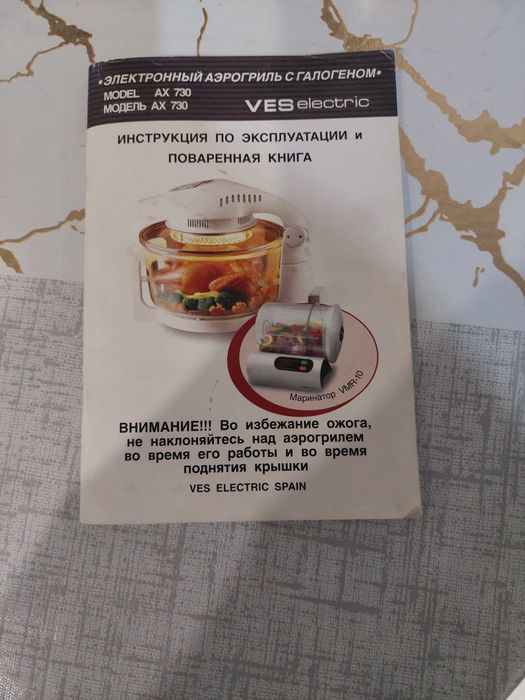 •ЭЛЕКТРОННЫЙ АЭРОГРИЛЬ С ГАЛОГЕНОМ•
MODEL AX 730
МОДЕЛЬ AX 730
VES electric
ИНСТРУКЦИЯ ПО ЭКСПЛУАТАЦИИ и
ПОВАРЕННАЯ КНИГА
Маринатор VMR-10
ВНИМАНИЕ!!! Во избежание ожога,
не наклоняйтесь над аэрогрилем
во время его работы и во время
поднятия крышки
VES ELECTRIC SPAIN